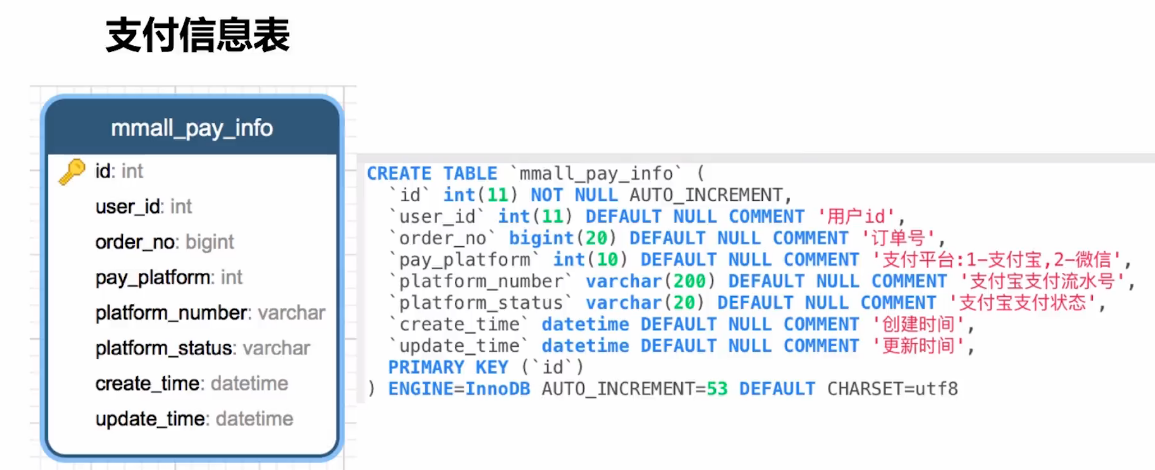 支付信息表
mmall_pay_info
id: int
user_id: int
order_no: bigint
pay_platform: int
platform_number: varchar
platform_status: varchar
create_time: datetime
update_time: datetime
CREATE TABLE `mmall_pay_info` (
  `id` int(11) NOT NULL AUTO_INCREMENT,
  `user_id` int(11) DEFAULT NULL COMMENT '用户id',
  `order_no` bigint(20) DEFAULT NULL COMMENT '订单号',
  `pay_platform` int(10) DEFAULT NULL COMMENT '支付平台:1-支付宝,2-微信',
  `platform_number` varchar(200) DEFAULT NULL COMMENT '支付宝支付流水号',
  `platform_status` varchar(20) DEFAULT NULL COMMENT '支付宝支付状态',
  `create_time` datetime DEFAULT NULL COMMENT '创建时间',
  `update_time` datetime DEFAULT NULL COMMENT '更新时间',
  PRIMARY KEY (`id`)
) ENGINE=InnoDB AUTO_INCREMENT=53 DEFAULT CHARSET=utf8